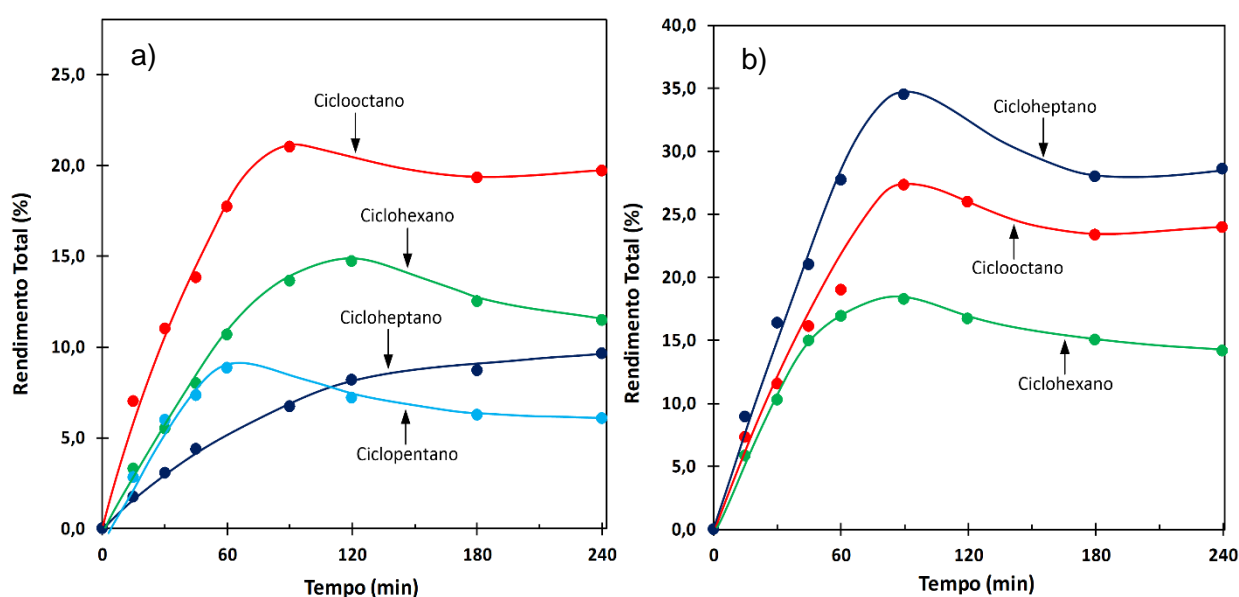 a)
25,0
20,0
15,0
10,0
5,0
0,0
Rendimento Total (%)
Ciclooctano
Ciclohexano
Cicloheptano
Ciclopentano
0 60 120 180 240
Tempo (min)
b)
40,0
35,0
30,0
25,0
20,0
15,0
10,0
5,0
0,0
Rendimento Total (%)
Cicloheptano
Ciclooctano
Ciclohexano
0 60 120 180 240
Tempo (min)